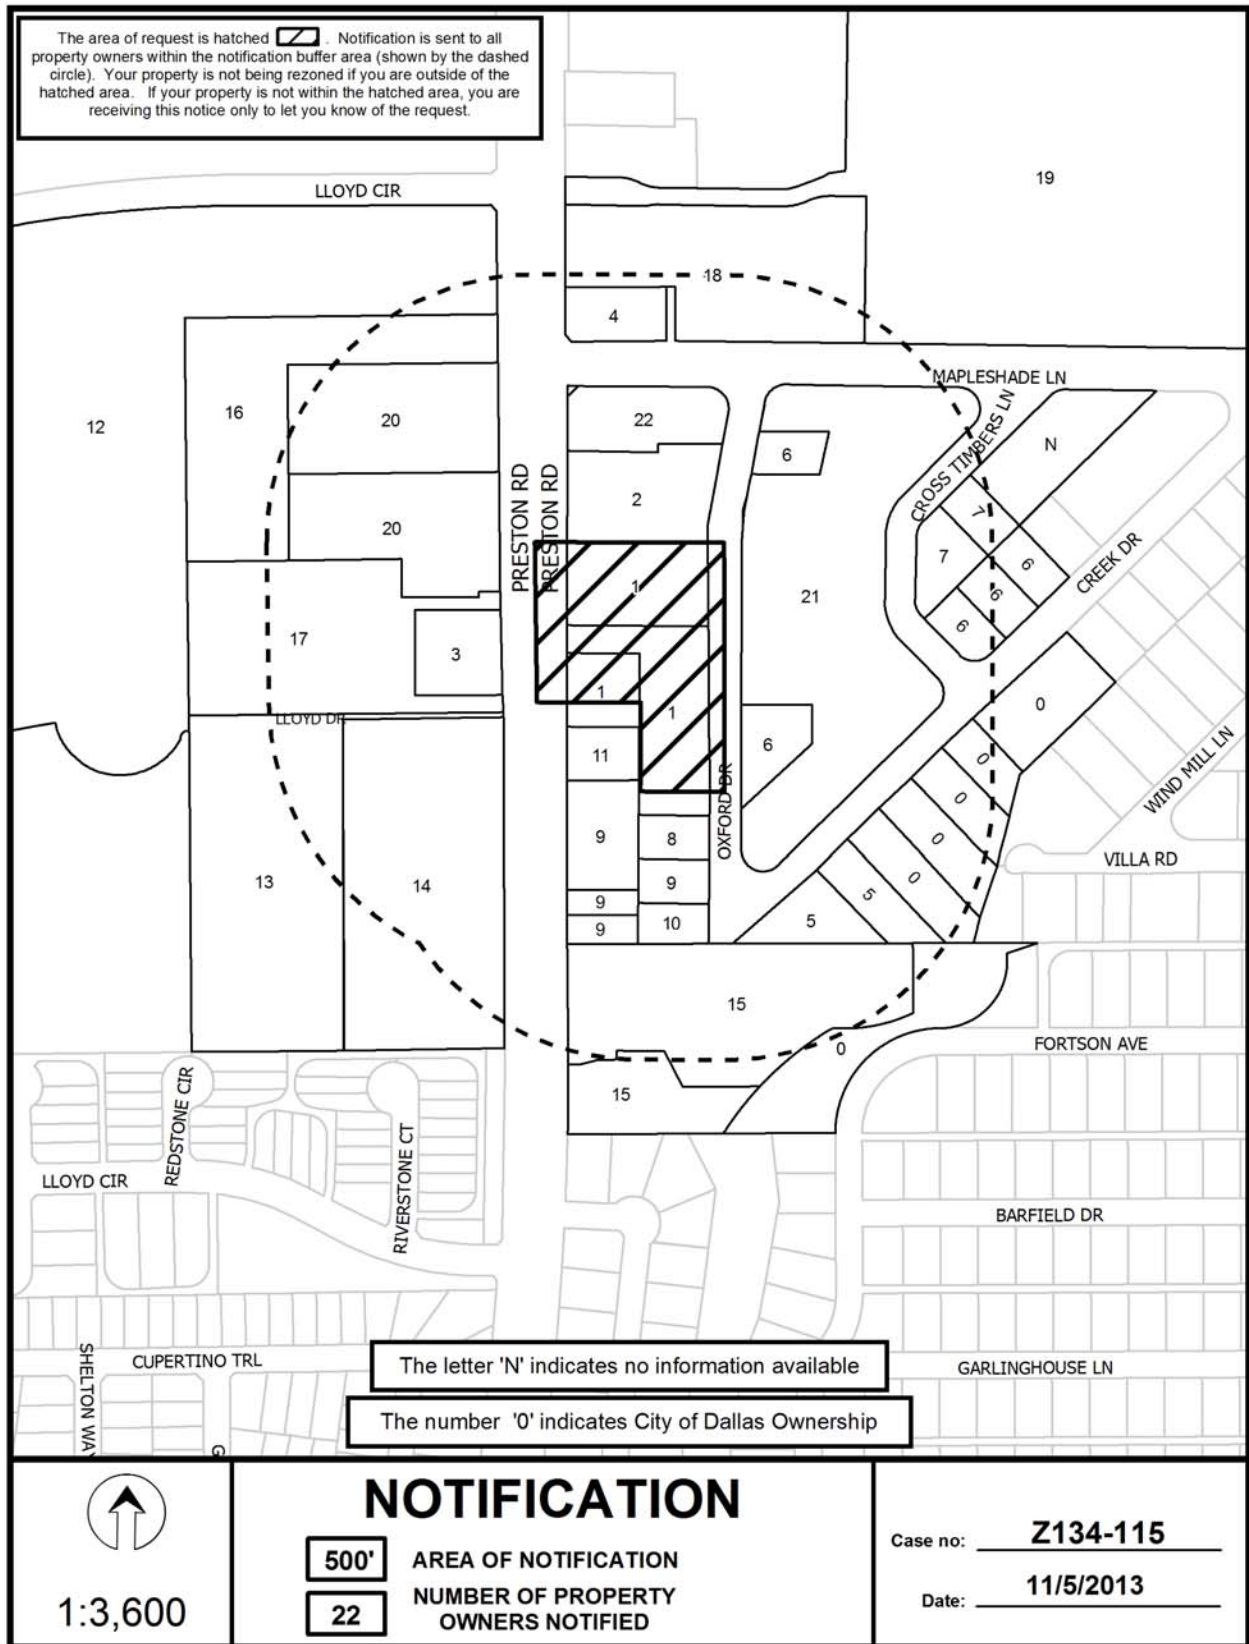 The area of request is hatched . Notification is sent to all
property owners within the notification buffer area (shown by the dashed
circle). Your property is not being rezoned if you are outside of the
hatched area. If your property is not within the hatched area, you are
receiving this notice only to let you know of the request.
19
LLOYD CIR
18
4
MAPLESHADE LN
12
16
20
22
CROSS TIMBERS LN
N
6
PRESTON RD
PRESTON RD
2
7
20
7
6
CREEK DR
1
21
6
6
17
3
1
1
0
LLOYD DR
6
11
0
WIND MILL LN
0
OXFORD DR
9
8
0
VILLA RD
13
14
9
0
5
9
9
10
5
15
0
FORTSON AVE
15
REDSTONE CIR
RIVERSTONE CT
LLOYD CIR
BARFIELD DR
SHELTON WAY
CUPERTINO TRL
The letter 'N' indicates no information available
GARLINGHOUSE LN
The number '0' indicates City of Dallas Ownership
G
NOTIFICATION
500' AREA OF NOTIFICATION
22 NUMBER OF PROPERTY
OWNERS NOTIFIED
1:3,600
Case no: Z134-115
Date: 11/5/2013